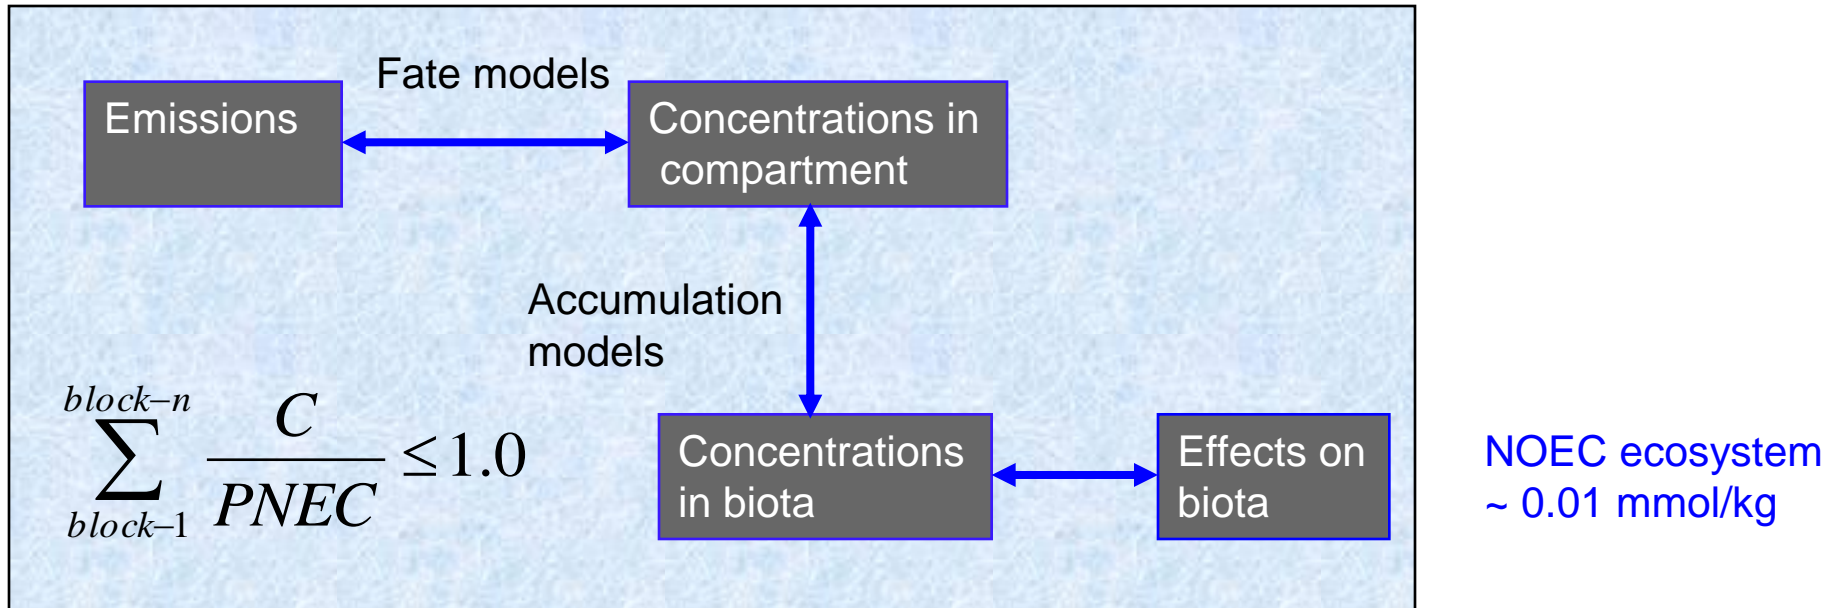 Fate models
Emissions
Concentrations in
compartment
Accumulation
models
block−n
∑ C/PNEC ≤ 1.0
block−1
Concentrations
in biota
Effects on
biota
NOEC ecosystem
~ 0.01 mmol/kg